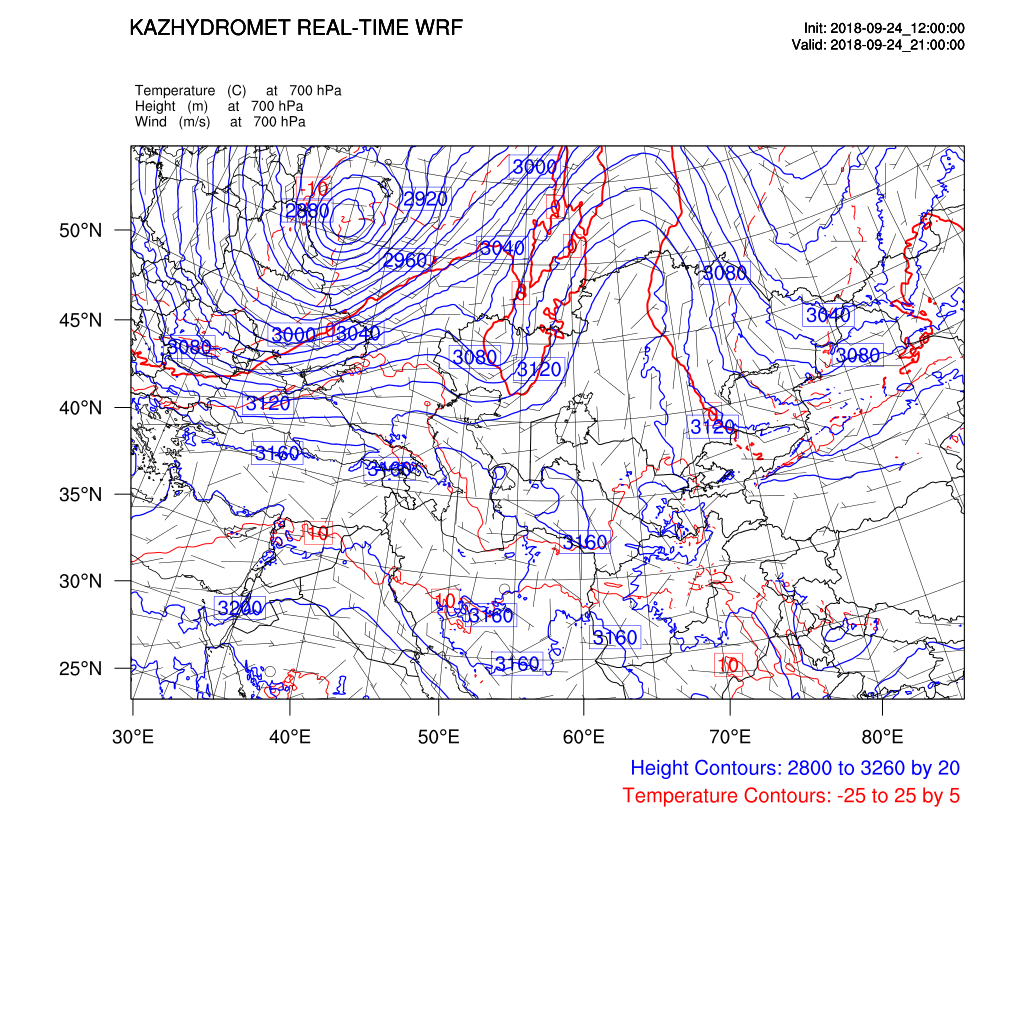 KAZHYDROMET REAL-TIME WRF
Init: 2018-09-24_12:00:00
Valid: 2018-09-24_21:00:00
Temperature (C) at 700 hPa
Height (m) at 700 hPa
Wind (m/s) at 700 hPa
3000
-10
2920
2880
50°N
3040
2960
0
3080
0
45°N
3040
3000
3040
3080
3080
3080
3120
40°N
3120
0
3120
3160
3160
35°N
10
3160
30°N
10
3200
3160
3160
3160
10
25°N
30°E
40°E
50°E
60°E
70°E
80°E
Height Contours: 2800 to 3260 by 20
Temperature Contours: -25 to 25 by 5